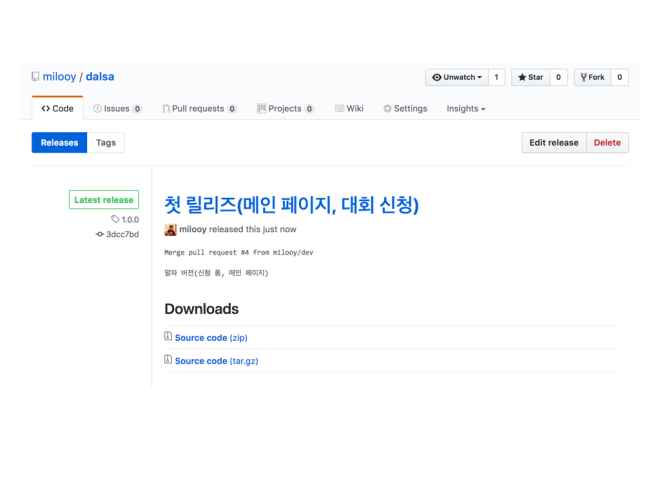 milooy / dalsa
Unwatch 1 Star 0 Fork 0
<> Code Issues 0 Pull requests 0 Projects 0 Wiki Settings Insights
Releases Tags Edit release Delete
Latest release
1.0.0
3dcc7bd
첫 릴리즈(메인 페이지, 대회 신청)
milooy released this just now
Merge pull request #4 from milooy/dev
알파 버전(신청 폼, 메인 페이지)
Downloads
Source code (zip)
Source code (tar.gz)